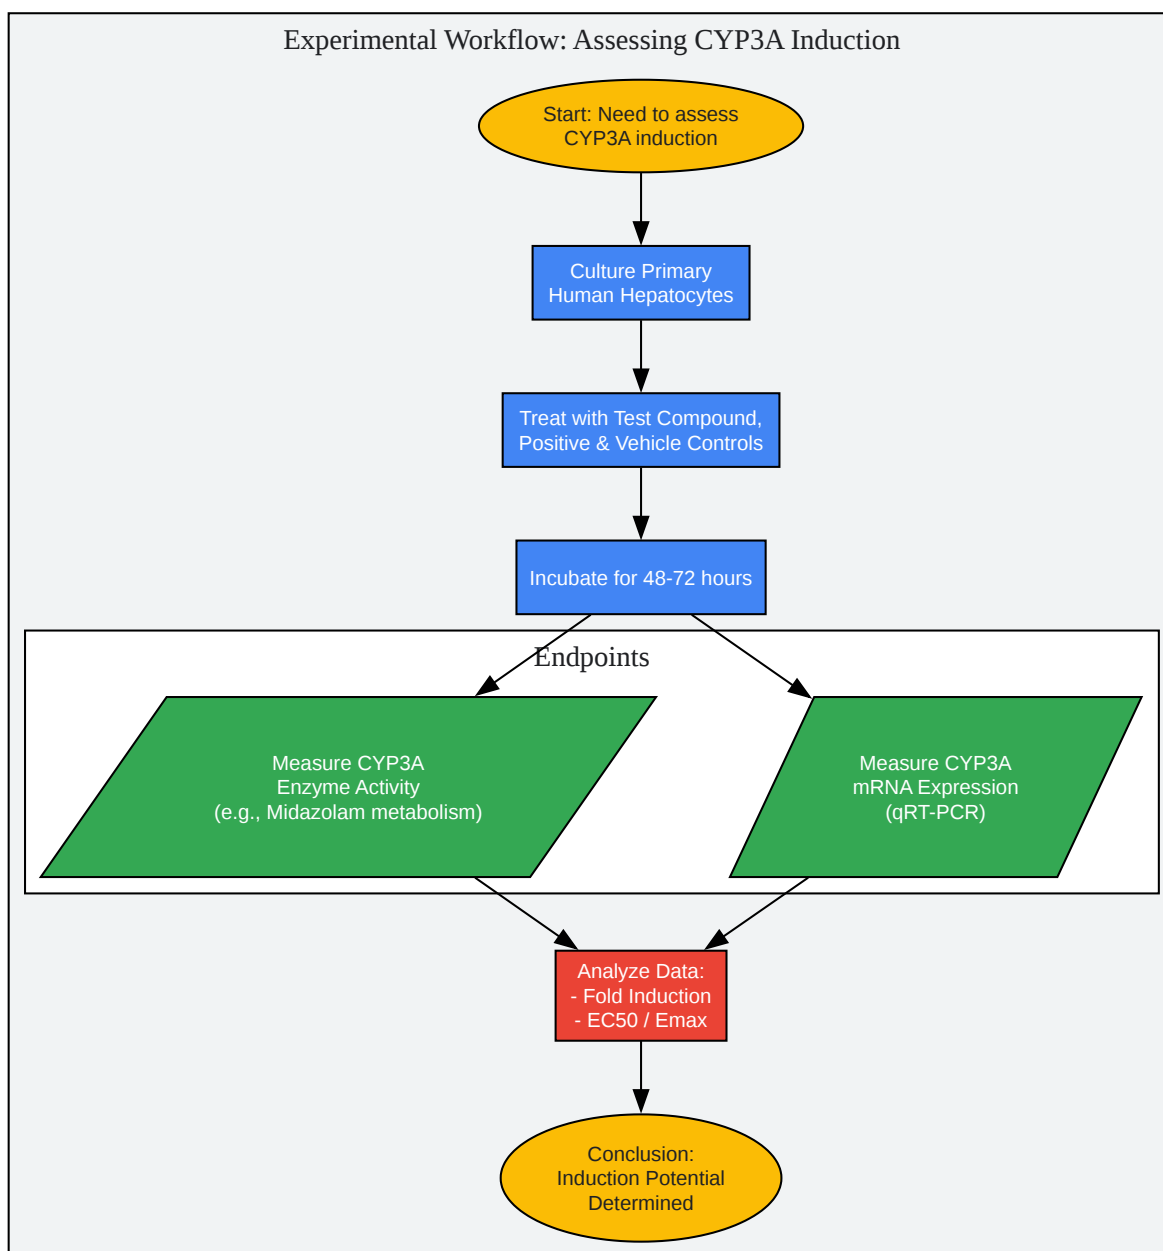 Experimental Workflow: Assessing CYP3A Induction
Start: Need to assess
CYP3A induction
Culture Primary
Human Hepatocytes
Treat with Test Compound,
Positive & Vehicle Controls
Incubate for 48-72 hours
Endpoints
Measure CYP3A
Enzyme Activity
(e.g., Midazolam metabolism)
Measure CYP3A
mRNA Expression
(qRT-PCR)
Analyze Data:
- Fold Induction
- EC50 / Emax
Conclusion:
Induction Potential
Determined